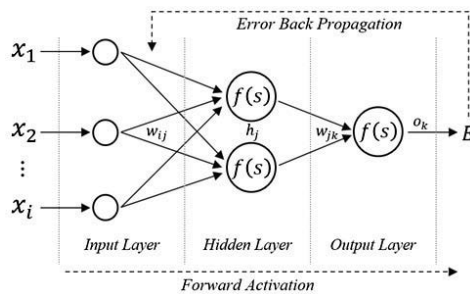 Error Back Propagation
x₁
x₂
⋮
xᵢ
wᵢⱼ
f(s)
hⱼ
f(s)
wⱼₖ
f(s)
oₖ
E
Input Layer
Hidden Layer
Output Layer
Forward Activation